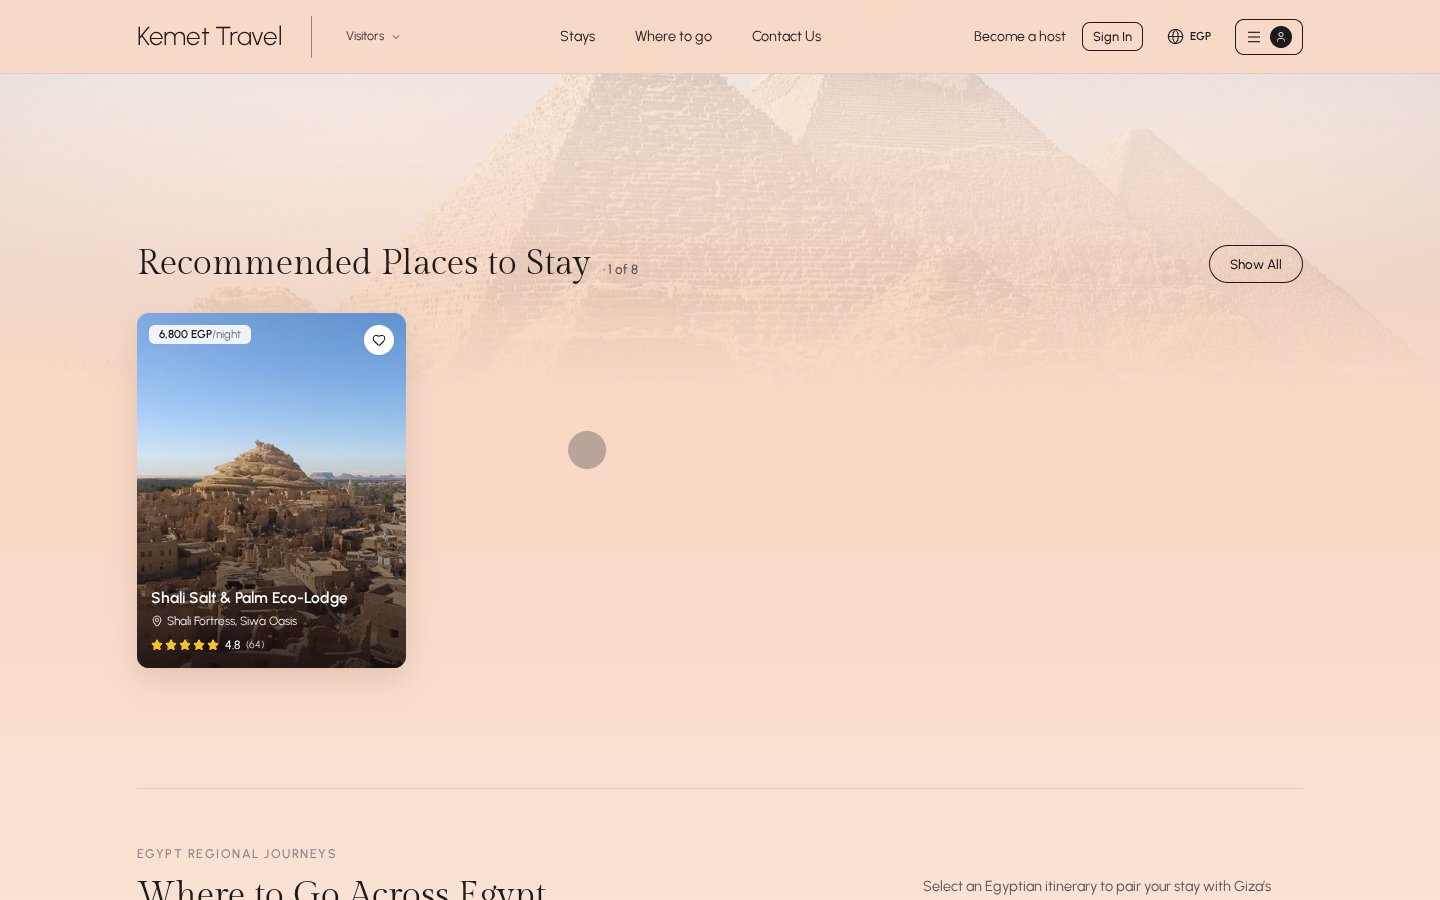 Kemet Travel
Visitors
Stays
Where to go
Contact Us
Become a host
Sign In
EGP
Recommended Places to Stay
· 1 of 8
Show All
6,800 EGP/night
Shali Salt & Palm Eco-Lodge
Shali Fortress, Siwa Oasis
4.8 (64)
EGYPT REGIONAL JOURNEYS
Where to Go Across Egypt
Select an Egyptian itinerary to pair your stay with Giza's